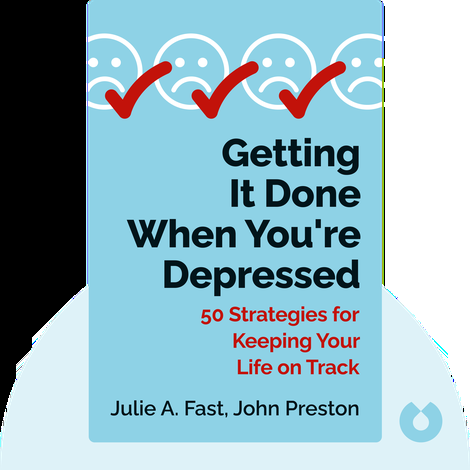 Getting
It Done
When You're
Depressed
50 Strategies for
Keeping Your
Life on Track
Julie A. Fast, John Preston